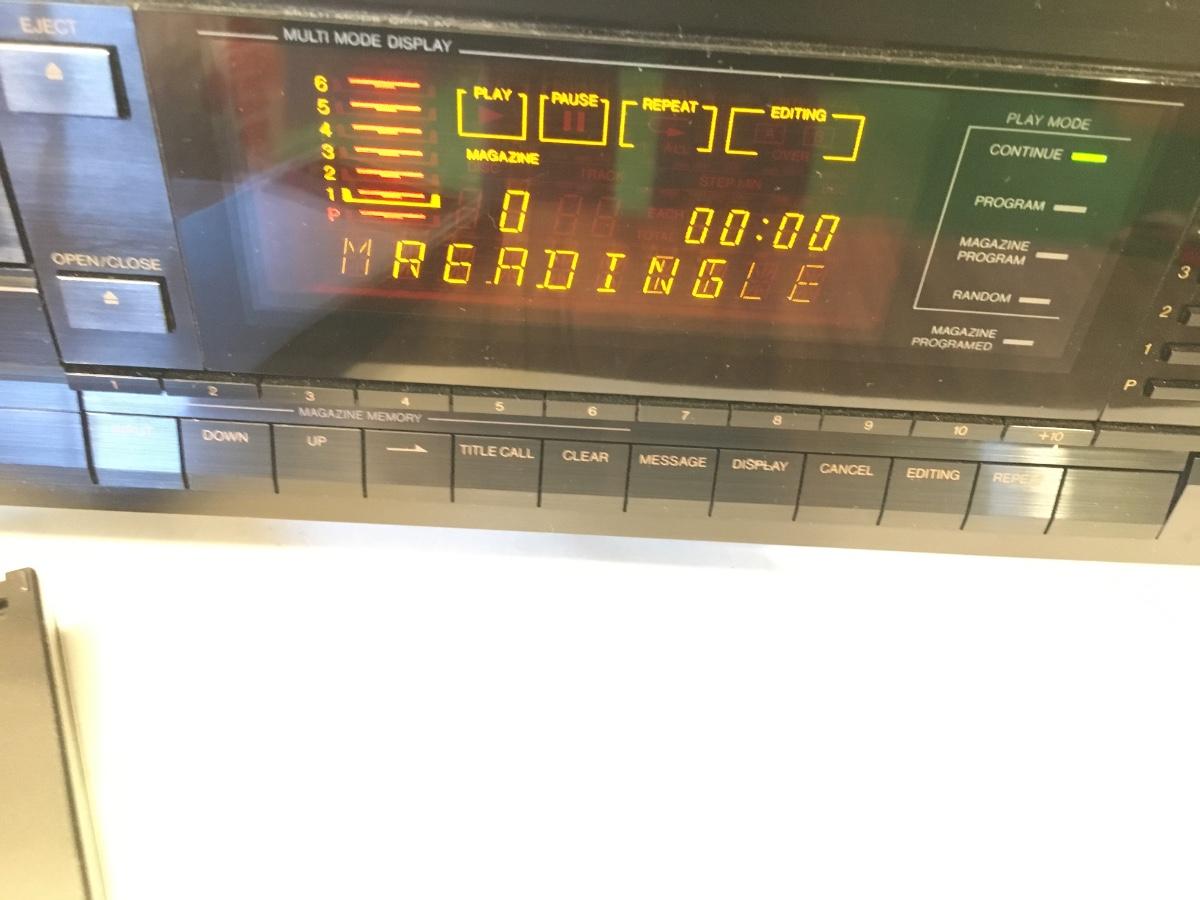 EJECT
MULTI MODE DISPLAY
6
5
4
3
2
1
P
PLAY PAUSE REPEAT EDITING
MAGAZINE
0 00:00
READING
PLAY MODE
CONTINUE
PROGRAM
MAGAZINE
PROGRAM
RANDOM
MAGAZINE
PROGRAMED
3
2
1
P
OPEN/CLOSE
1 2 3 4 5 6 7 8 9 10 +10
MAGAZINE MEMORY
DOWN UP TITLE CALL CLEAR MESSAGE DISPLAY CANCEL EDITING REPEAT